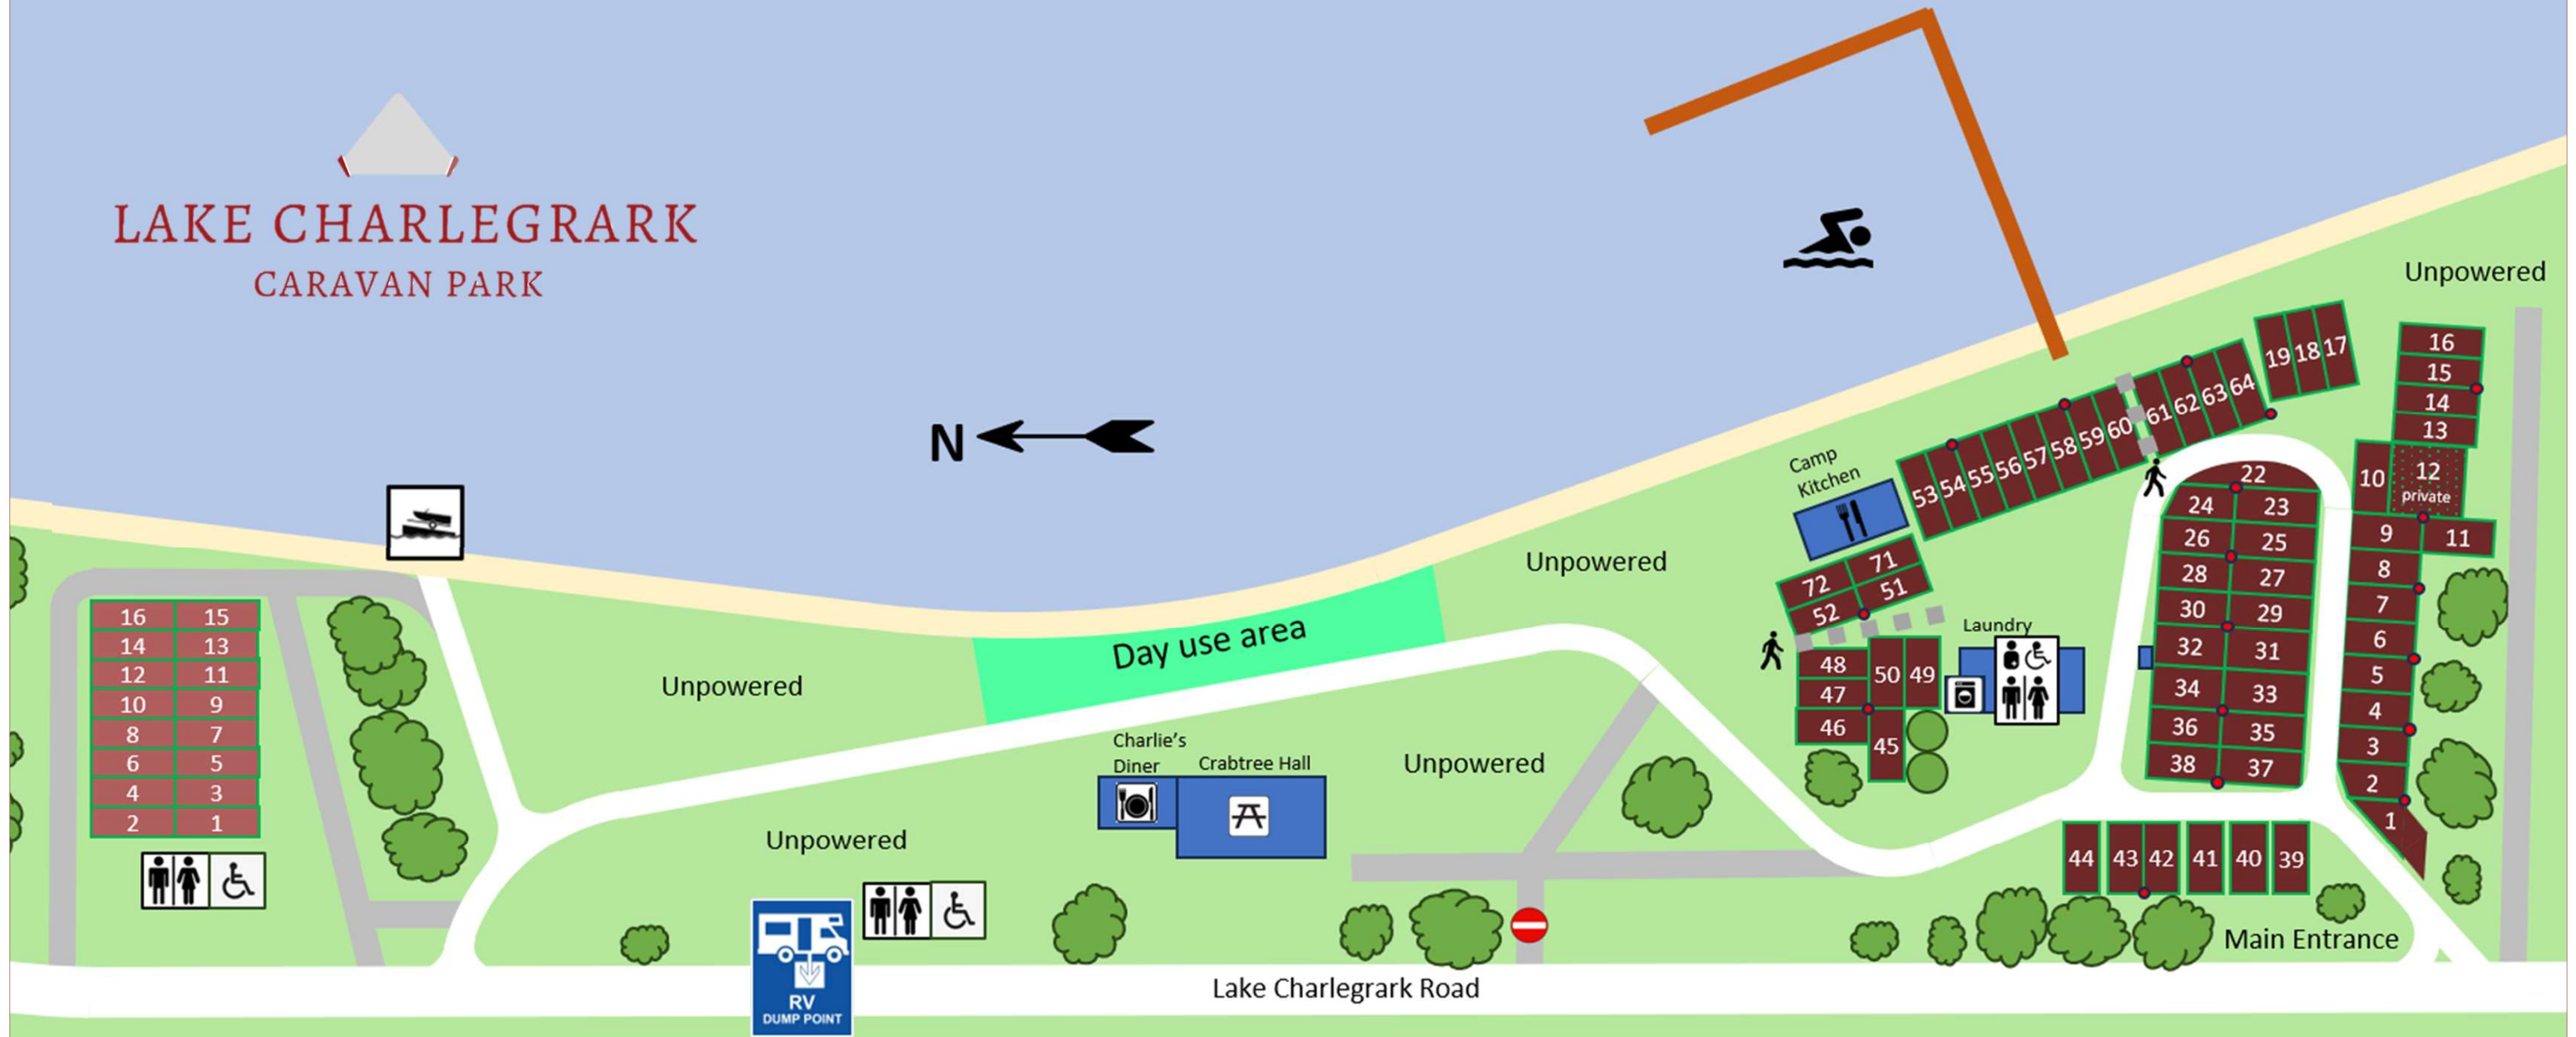 LAKE CHARLEGRARK
CARAVAN PARK
N
Unpowered
Unpowered
Unpowered
Unpowered
Unpowered
Day use area
Charlie's
Diner
Crabtree Hall
Camp
Kitchen
Laundry
Main Entrance
Lake Charlegrark Road
RV
DUMP POINT
16 15
14 13
12 11
10 9
8 7
6 5
4 3
2 1
53 54 55 56 57 58 59 60 61 62 63 64
19 18 17
72 71
52 51
48
47
46
50 49
45
22
24 23
26 25
28 27
30 29
32 31
34 33
36 35
38 37
44 43 42 41 40 39
16
15
14
13
10 12
private
9 11
8
7
6
5
4
3
2
1